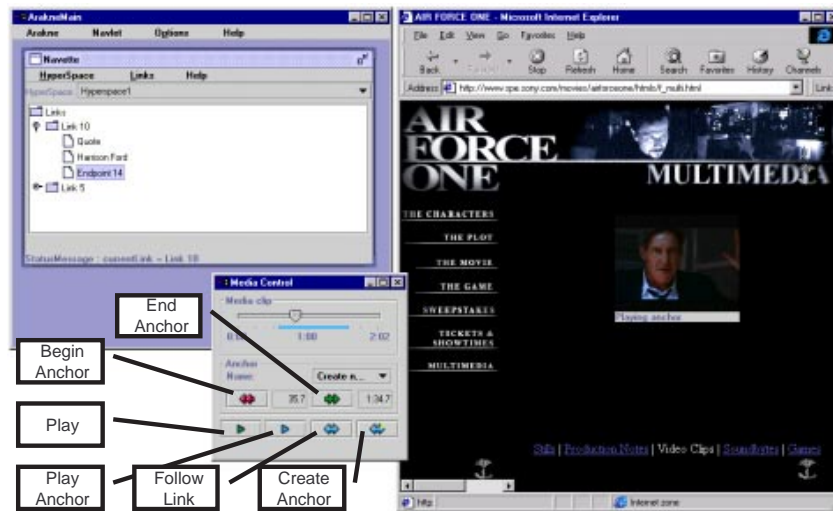 ArakneMain
Arakne Navlet Options Help
Navette
HyperSpace Links Help
HyperSpace Hyperspace1
Links
Link 10
Quote
Harrison Ford
Endpoint 14
Link 5
StatusMessage : currentLink = Link 10
Media Control
Media clip
0:00 1:00 2:02
Anchor
Name: Create n...
35.7 1:34.7
End
Anchor
Begin
Anchor
Play
Play
Anchor
Follow
Link
Create
Anchor
AIR FORCE ONE - Microsoft Internet Explorer
File Edit View Go Favorites Help
Back Forward Stop Refresh Home Search Favorites History Channels
Address http://www.spe.sony.com/movies/airforceone/htmls/f_multi.html Links
AIR
FORCE
ONE
MULTIMEDIA
THE CHARACTERS
THE PLOT
THE MOVIE
THE GAME
SWEEPSTAKES
TICKETS &
SHOWTIMES
MULTIMEDIA
Playing anchor
Stills | Production Notes | Video Clips | Soundbytes | Games
http:
Internet zone